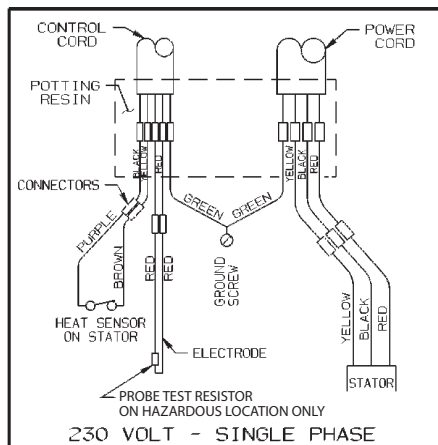 CONTROL
CORD
POWER
CORD
POTTING
RESIN
BLACK
YELLOW
RED
YELLOW
BLACK
RED
CONNECTORS
GREEN
GREEN
PURPLE
BROWN
RED
RED
GROUND
SCREW
HEAT SENSOR
ON STATOR
YELLOW
BLACK
RED
ELECTRODE
STATOR
PROBE TEST RESISTOR
ON HAZARDOUS LOCATION ONLY
230 VOLT - SINGLE PHASE